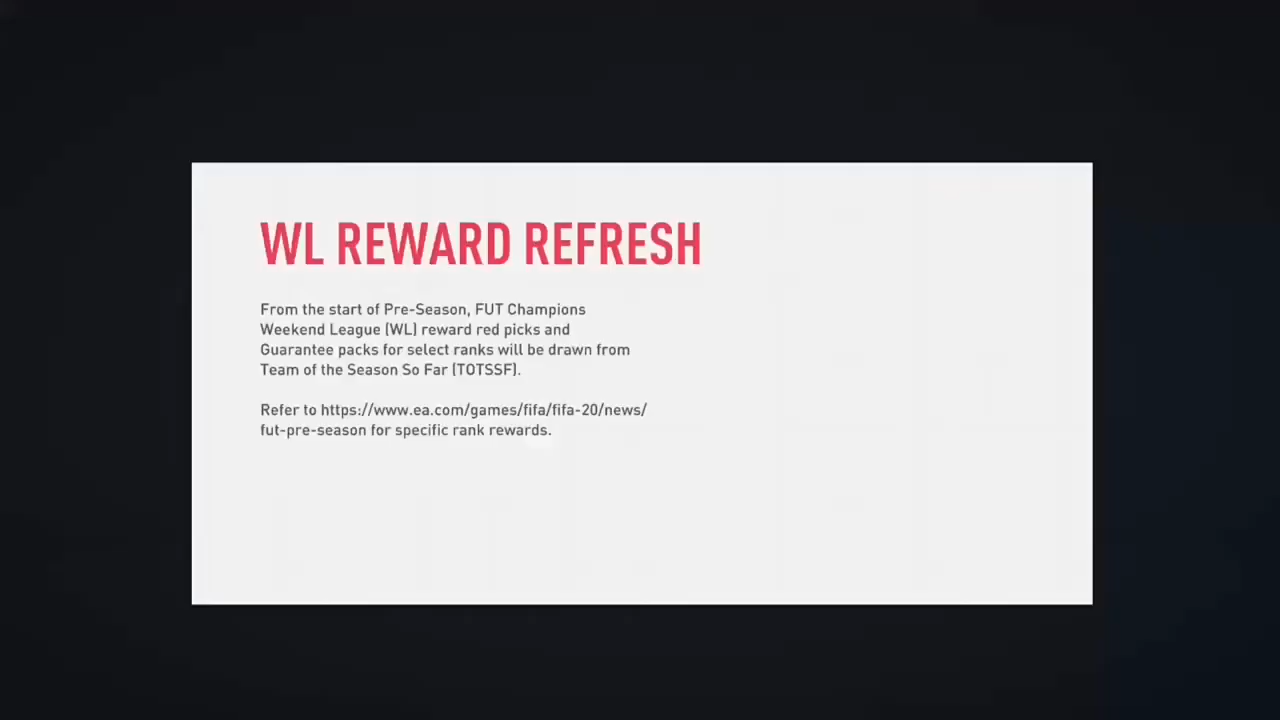 WL REWARD REFRESH
From the start of Pre-Season, FUT Champions
Weekend League (WL) reward red picks and
Guarantee packs for select ranks will be drawn from
Team of the Season So Far (TOTSSF).
Refer to https://www.ea.com/games/fifa/fifa-20/news/
fut-pre-season for specific rank rewards.